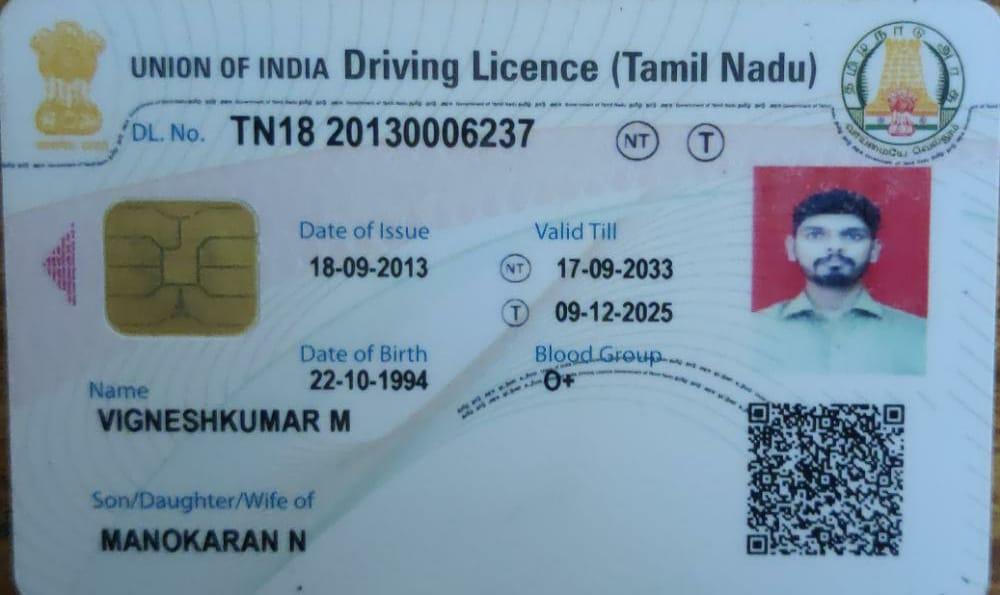 UNION OF INDIA Driving Licence (Tamil Nadu)
தமிழ்நாடு அரசு
வாய்மையே வெல்லும்
DL. No. TN18 20130006237 NT T
Date of Issue Valid Till
18-09-2013 NT 17-09-2033
T 09-12-2025
Date of Birth Blood Group
22-10-1994 O+
Name
VIGNESHKUMAR M
Son/Daughter/Wife of
MANOKARAN N